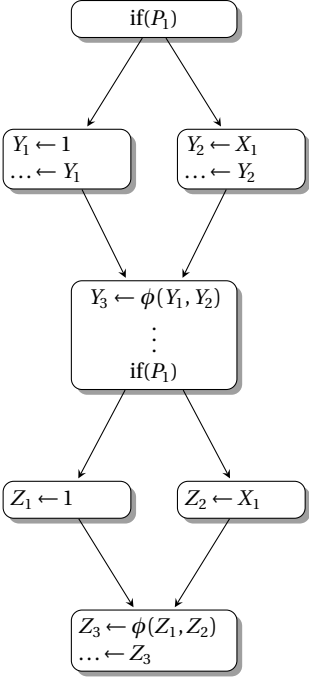 if(P₁)
Y₁ ← 1
… ← Y₁
Y₂ ← X₁
… ← Y₂
Y₃ ← ϕ(Y₁, Y₂)
⋮
if(P₁)
Z₁ ← 1
Z₂ ← X₁
Z₃ ← ϕ(Z₁, Z₂)
… ← Z₃